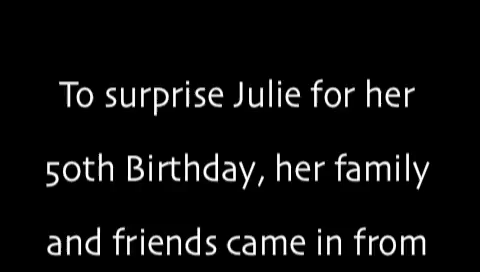 To surprise Julie for her
50th Birthday, her family
and friends came in from